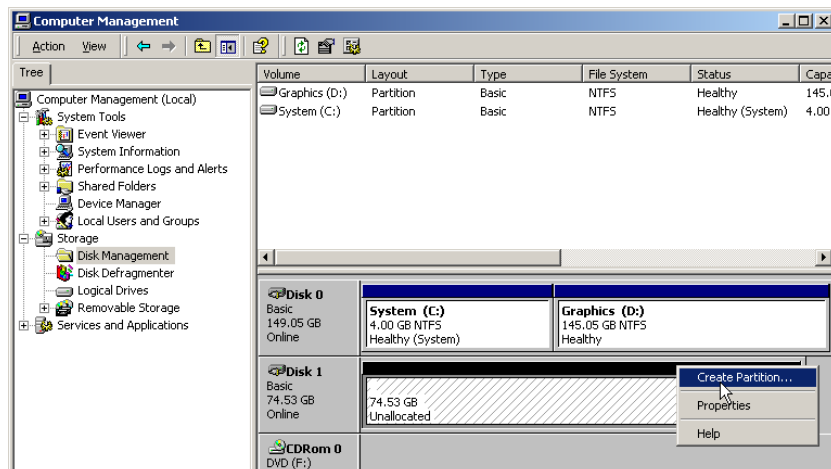 Computer Management
Action View
Tree
Computer Management (Local)
System Tools
Event Viewer
System Information
Performance Logs and Alerts
Shared Folders
Device Manager
Local Users and Groups
Storage
Disk Management
Disk Defragmenter
Logical Drives
Removable Storage
Services and Applications
Volume Layout Type File System Status Capa
Graphics (D:) Partition Basic NTFS Healthy 145.
System (C:) Partition Basic NTFS Healthy (System) 4.00
Disk 0
Basic
149.05 GB
Online
System (C:)
4.00 GB NTFS
Healthy (System)
Graphics (D:)
145.05 GB NTFS
Healthy
Disk 1
Basic
74.53 GB
Online
74.53 GB
Unallocated
Create Partition...
Properties
Help
CDRom 0
DVD (F:)